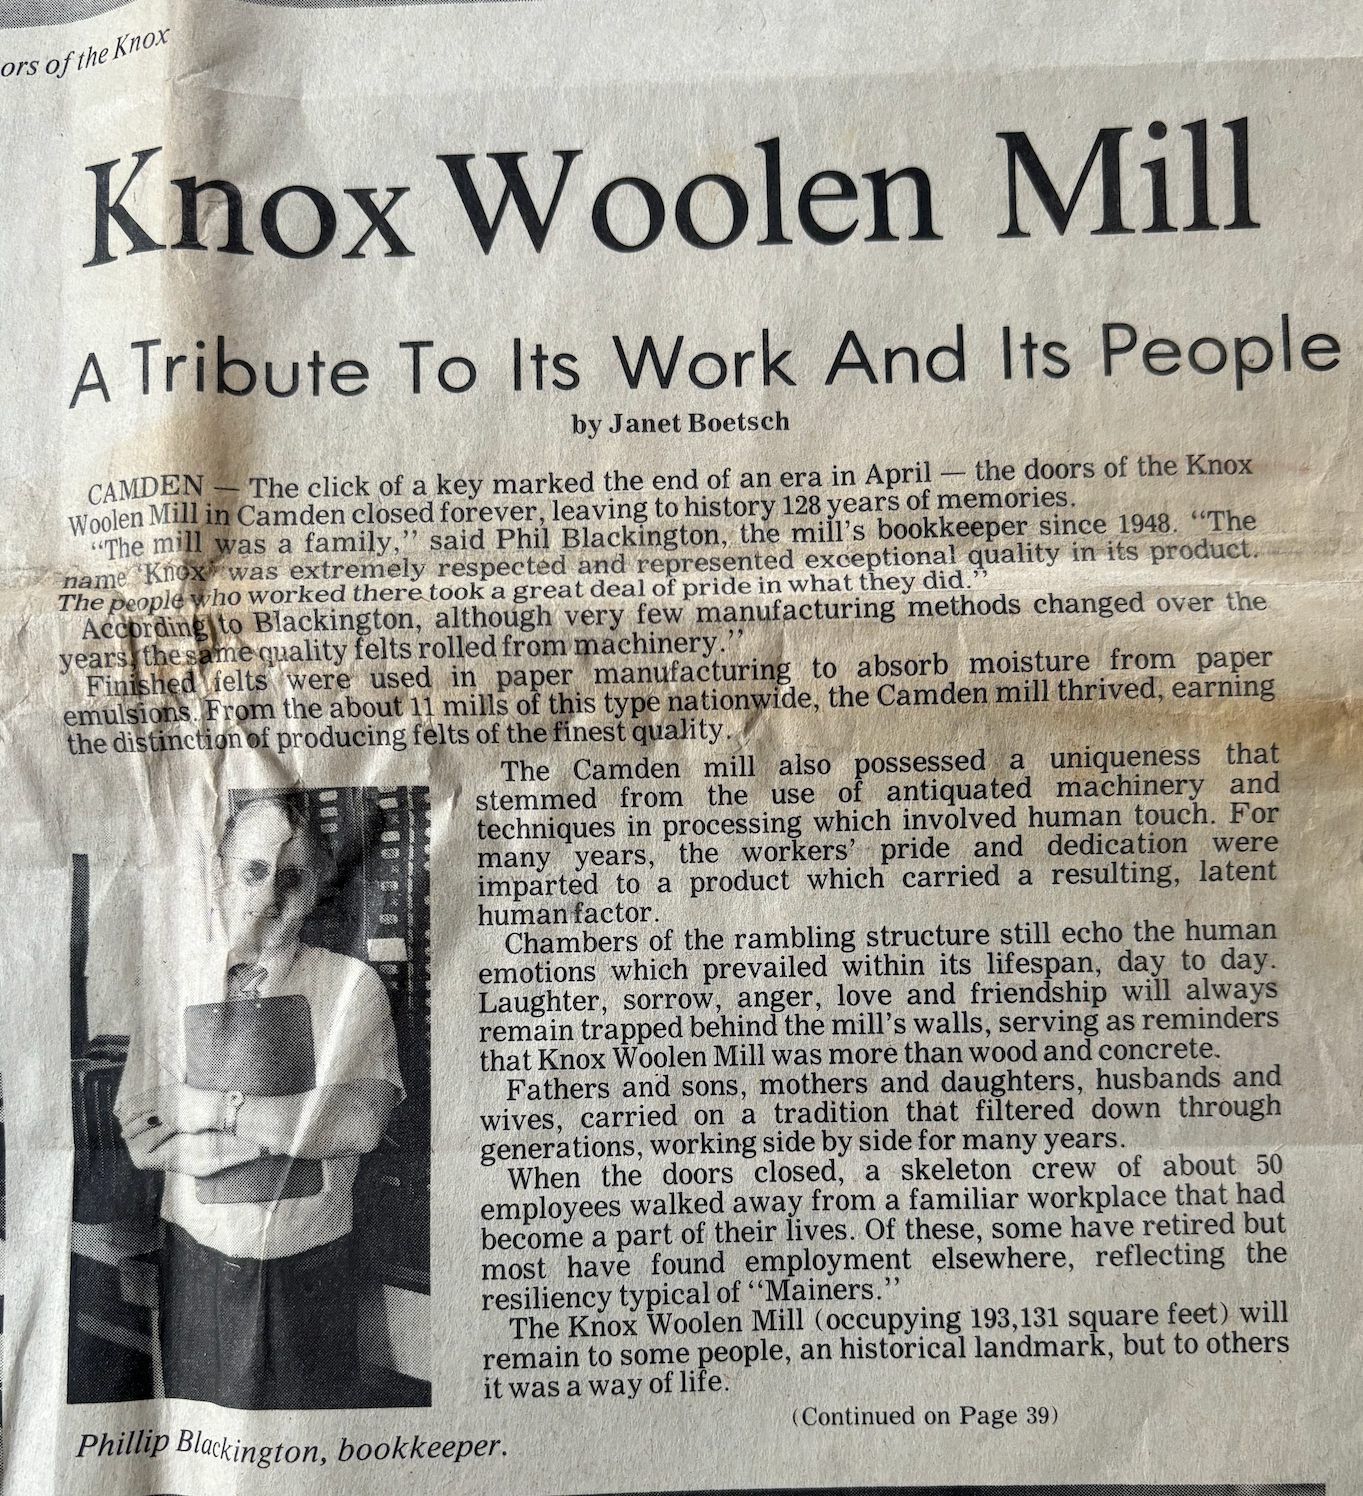 ors of the Knox
Knox Woolen Mill
A Tribute To Its Work And Its People
by Janet Boetsch
CAMDEN — The click of a key marked the end of an era in April — the doors of the Knox
Woolen Mill in Camden closed forever, leaving to history 128 years of memories.
“The mill was a family,” said Phil Blackington, the mill's bookkeeper since 1948. “The
name ‘Knox’ was extremely respected and represented exceptional quality in its product.
The people who worked there took a great deal of pride in what they did.”
According to Blackington, although very few manufacturing methods changed over the
years, the same quality felts rolled from machinery.”
Finished felts were used in paper manufacturing to absorb moisture from paper
emulsions. From the about 11 mills of this type nationwide, the Camden mill thrived, earning
the distinction of producing felts of the finest quality.
The Camden mill also possessed a uniqueness that
stemmed from the use of antiquated machinery and
techniques in processing which involved human touch. For
many years, the workers' pride and dedication were
imparted to a product which carried a resulting, latent
human factor.
Chambers of the rambling structure still echo the human
emotions which prevailed within its lifespan, day to day.
Laughter, sorrow, anger, love and friendship will always
remain trapped behind the mill's walls, serving as reminders
that Knox Woolen Mill was more than wood and concrete.
Fathers and sons, mothers and daughters, husbands and
wives, carried on a tradition that filtered down through
generations, working side by side for many years.
When the doors closed, a skeleton crew of about 50
employees walked away from a familiar workplace that had
become a part of their lives. Of these, some have retired but
most have found employment elsewhere, reflecting the
resiliency typical of “Mainers.”
The Knox Woolen Mill (occupying 193,131 square feet) will
remain to some people, an historical landmark, but to others
it was a way of life.
(Continued on Page 39)
Phillip Blackington, bookkeeper.